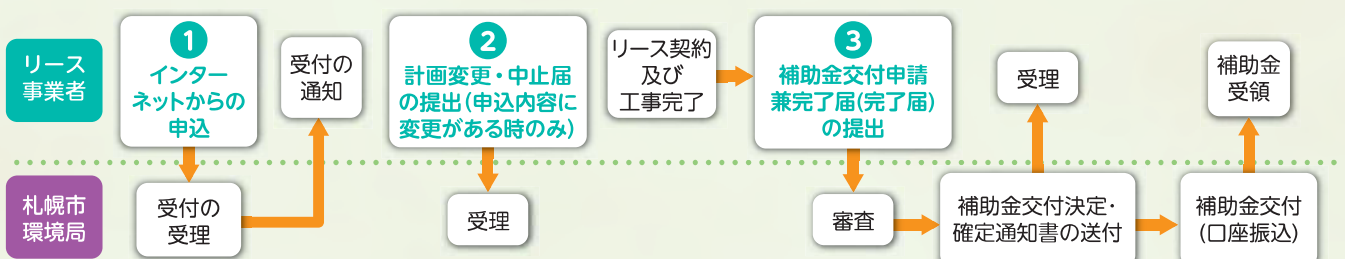 リース
事業者
1
インター
ネットからの
申込
受付の
通知
2
計画変更・中止届
の提出(申込内容に
変更がある時のみ)
リース契約
及び
工事完了
3
補助金交付申請
兼完了届(完了届)
の提出
受理
補助金
受領
札幌市
環境局
受付の
受理
受理
審査
補助金交付決定・
確定通知書の送付
補助金交付
(口座振込)